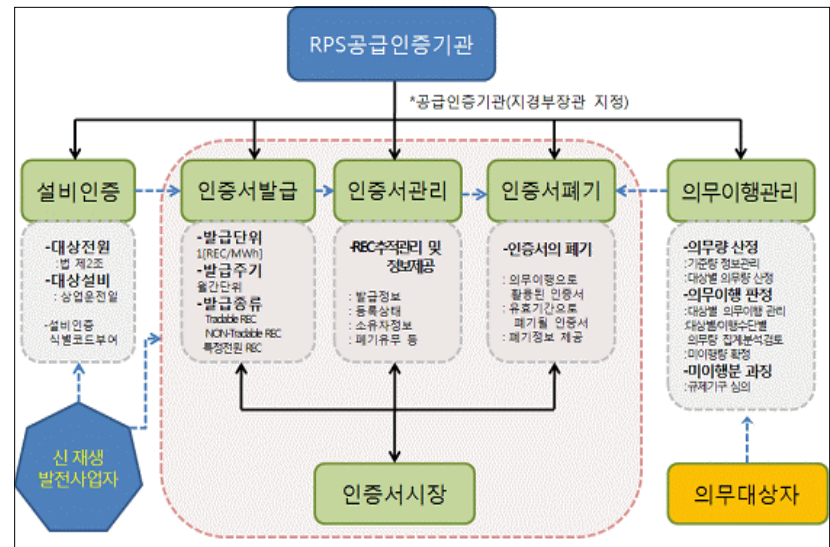 RPS공급인증기관
*공급인증기관(지경부장관 지정)
설비인증
인증서발급
인증서관리
인증서폐기
의무이행관리
-대상전원
:법 제2조
-대상설비
: 상업운전일
-설비인증
식별코드부여
-발급단위
1[REC/MWh]
-발급주기
월간단위
-발급종류
Tradable REC
NON-Tradable REC
특정전원 REC
-REC추적관리 및
정보제공
: 발급정보
: 등록상태
: 소유자정보
: 폐기유무 등
-인증서의 폐기
: 의무이행으로
활용된 인증서
: 유효기간으로
폐기될 인증서
: 폐기정보 제공
-의무량 산정
:기준량 정보관리
:대상별 의무량 산정
-의무이행 판정
:대상별 의무이행 관리
:대상별/이행수단별
의무량 집계분석검토
:미이행량 확정
-미이행분 과징
:규제기구 심의
신재생
발전사업자
인증서시장
의무대상자